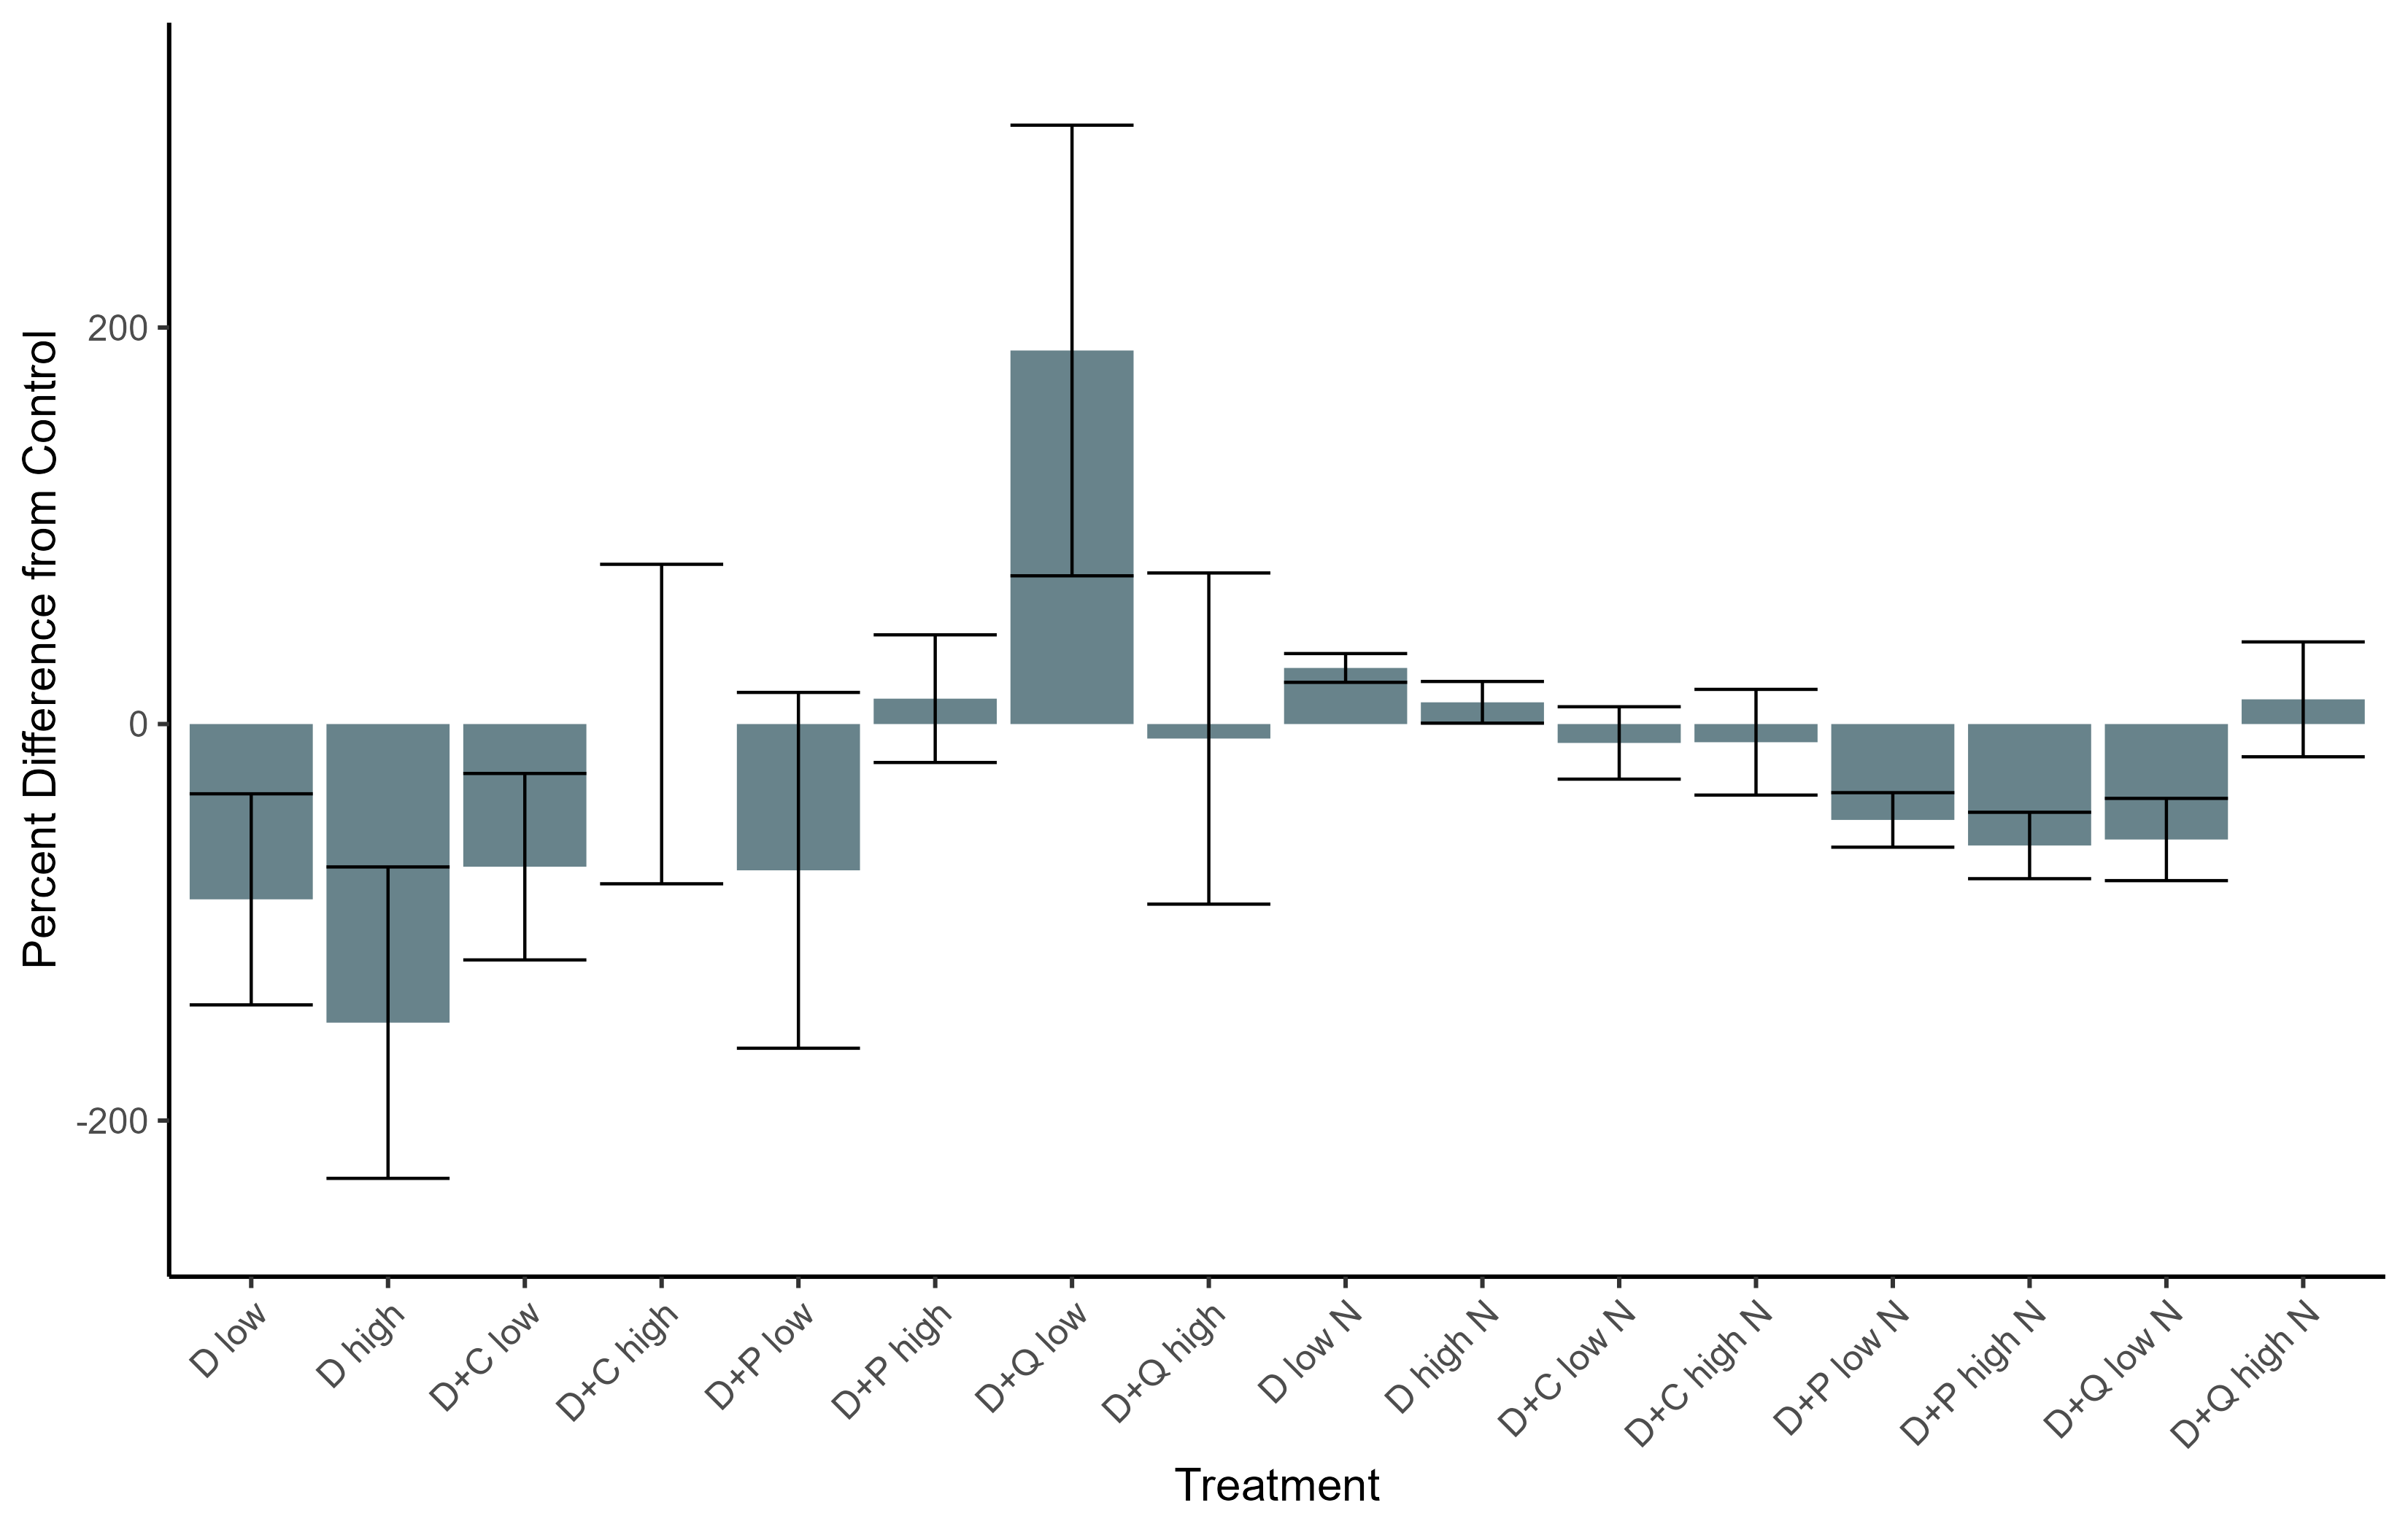 Percent Difference from Control
200
0
-200
D low
D high
D+C low
D+C high
D+P low
D+P high
D+Q low
D+Q high
D low N
D high N
D+C low N
D+C high N
D+P low N
D+P high N
D+Q low N
D+Q high N
Treatment